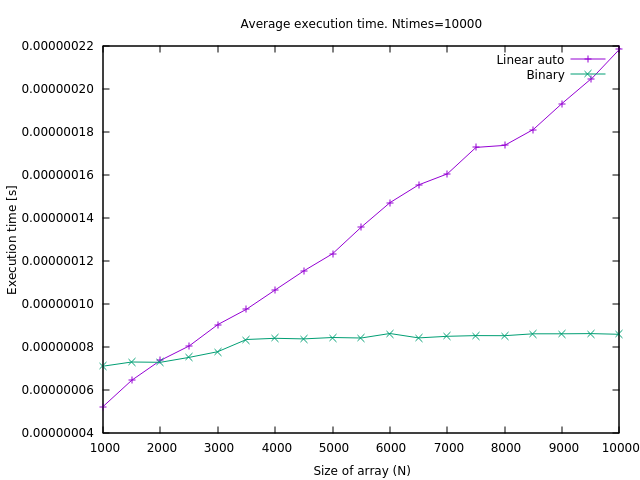 Average execution time. Ntimes=10000
0.00000022
0.00000020
0.00000018
0.00000016
0.00000014
0.00000012
0.00000010
0.00000008
0.00000006
0.00000004
Execution time [s]
Linear auto
Binary
1000 2000 3000 4000 5000 6000 7000 8000 9000 10000
Size of array (N)